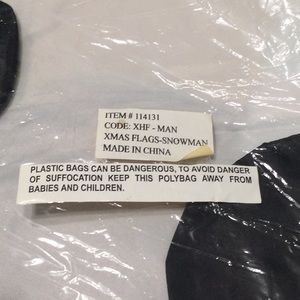 ITEM # 114131
CODE: XHF - MAN
XMAS FLAGS-SNOWMAN
MADE IN CHINA
PLASTIC BAGS CAN BE DANGEROUS, TO AVOID DANGER
OF SUFFOCATION KEEP THIS POLYBAG AWAY FROM
BABIES AND CHILDREN.